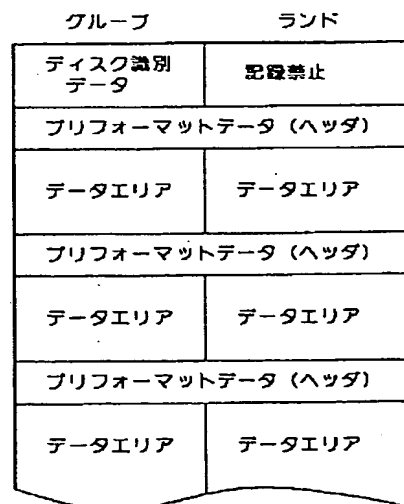 グループ ランド
ディスク識別 記録禁止
データ
プリフォーマットデータ（ヘッダ）
データエリア データエリア
プリフォーマットデータ（ヘッダ）
データエリア データエリア
プリフォーマットデータ（ヘッダ）
データエリア データエリア